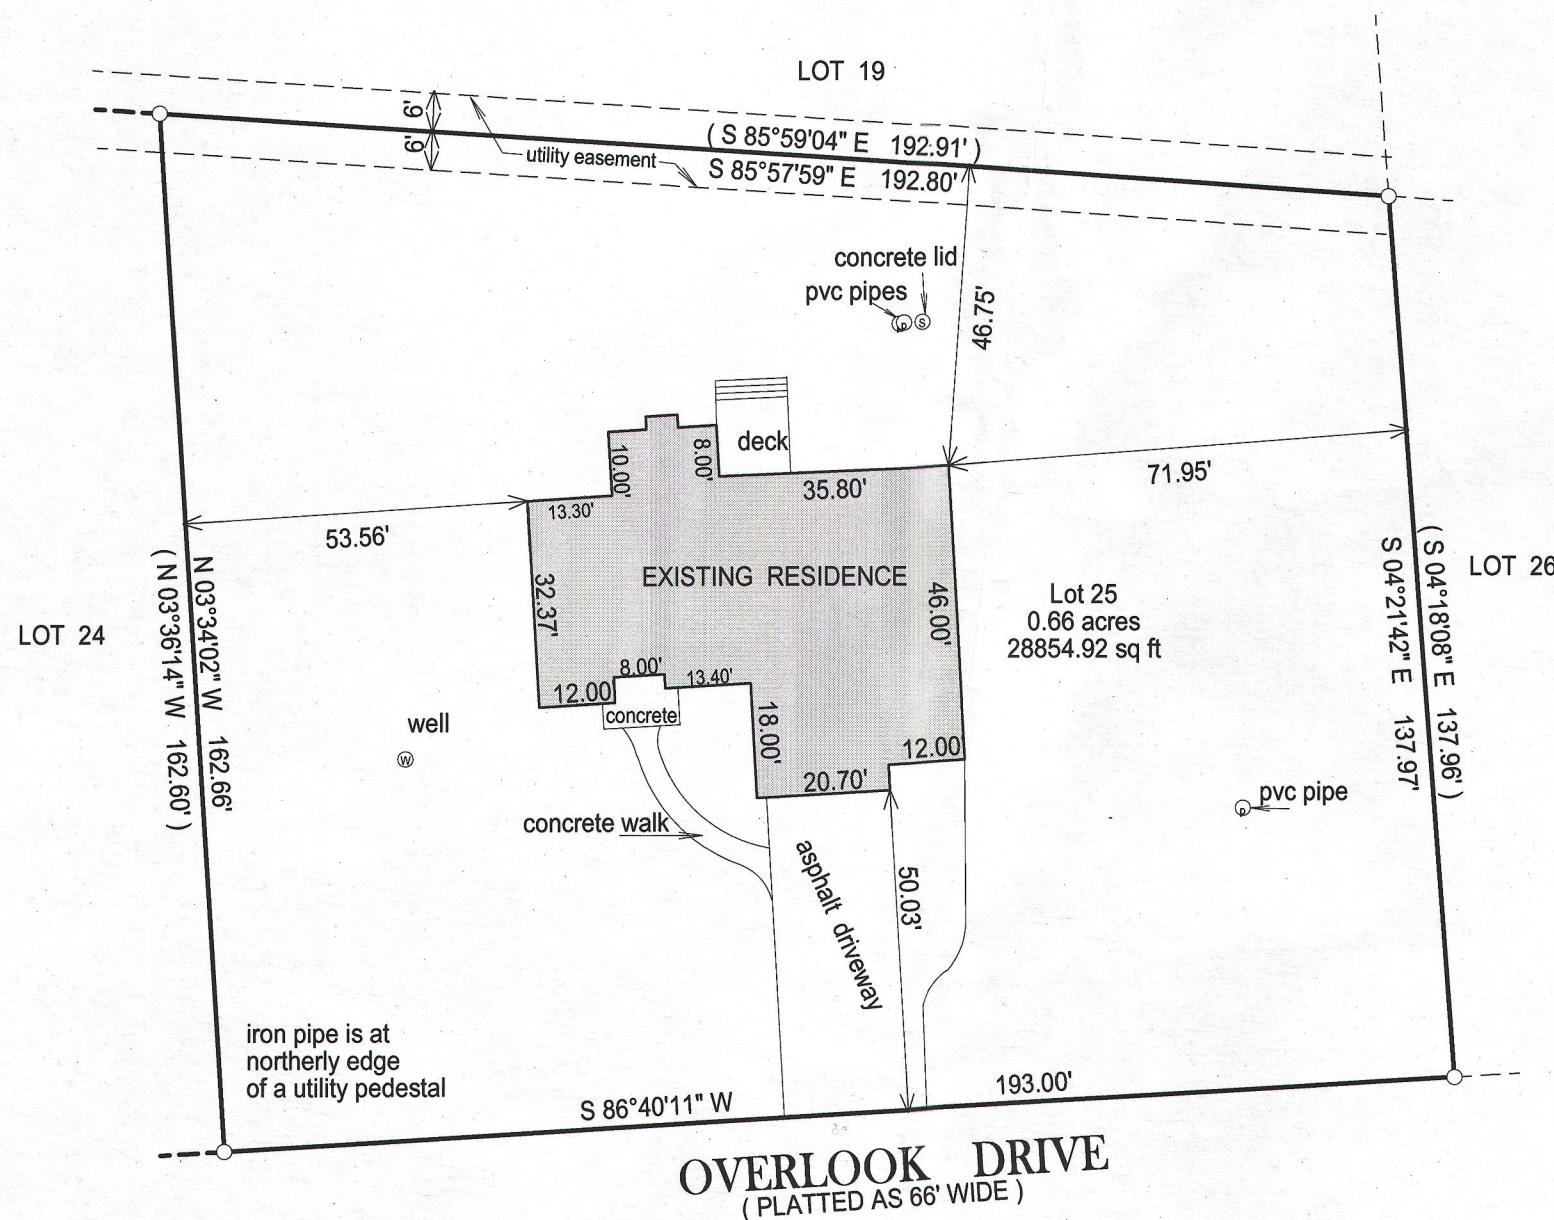 LOT 19
6'
6'
( S 85°59'04" E 192.91' )
utility easement
S 85°57'59" E 192.80'
concrete lid
pvc pipes
46.75'
deck
10.00'
8.00'
35.80'
71.95'
13.30'
53.56'
EXISTING RESIDENCE
32.37'
46.00'
Lot 25
0.66 acres
28854.92 sq ft
LOT 24
( N 03°36'14" W 162.60' )
N 03°34'02" W 162.66'
S 04°21'42" E 137.97'
( S 04°18'08" E 137.96' )
LOT 26
8.00'
13.40'
12.00
concrete
18.00'
12.00
20.70'
well
W
concrete walk
pvc pipe
p
p
S
asphalt driveway
50.03'
iron pipe is at
northerly edge
of a utility pedestal
S 86°40'11" W
193.00'
OVERLOOK DRIVE
( PLATTED AS 66' WIDE )